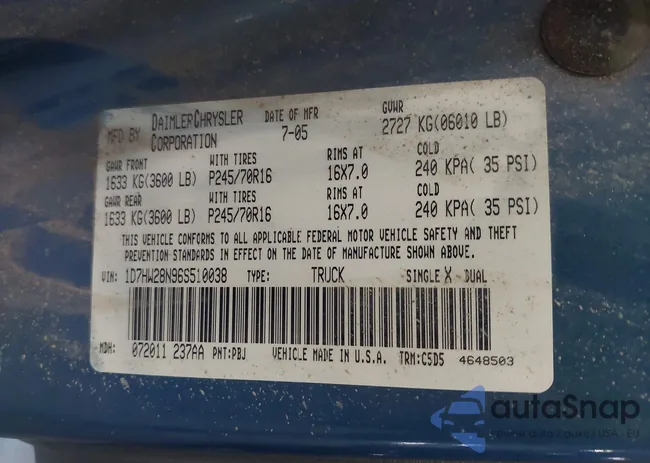 MFD BY DAIMLERCHRYSLER CORPORATION DATE OF MFR 7-05 GVWR 2727 KG(06010 LB)
GAWR FRONT WITH TIRES RIMS AT COLD
1633 KG(3600 LB) P245/70R16 16X7.0 240 KPA( 35 PSI)
GAWR REAR WITH TIRES RIMS AT COLD
1633 KG(3600 LB) P245/70R16 16X7.0 240 KPA( 35 PSI)
THIS VEHICLE CONFORMS TO ALL APPLICABLE FEDERAL MOTOR VEHICLE SAFETY AND THEFT
PREVENTION STANDARDS IN EFFECT ON THE DATE OF MANUFACTURE SHOWN ABOVE.
VIN: 1D7HW28N96S510038 TYPE: TRUCK SINGLE X DUAL
MDH: 072011 237AA PNT:PBJ VEHICLE MADE IN U.S.A. TRM:C5D5 4648503
autaSnap
USA - EU